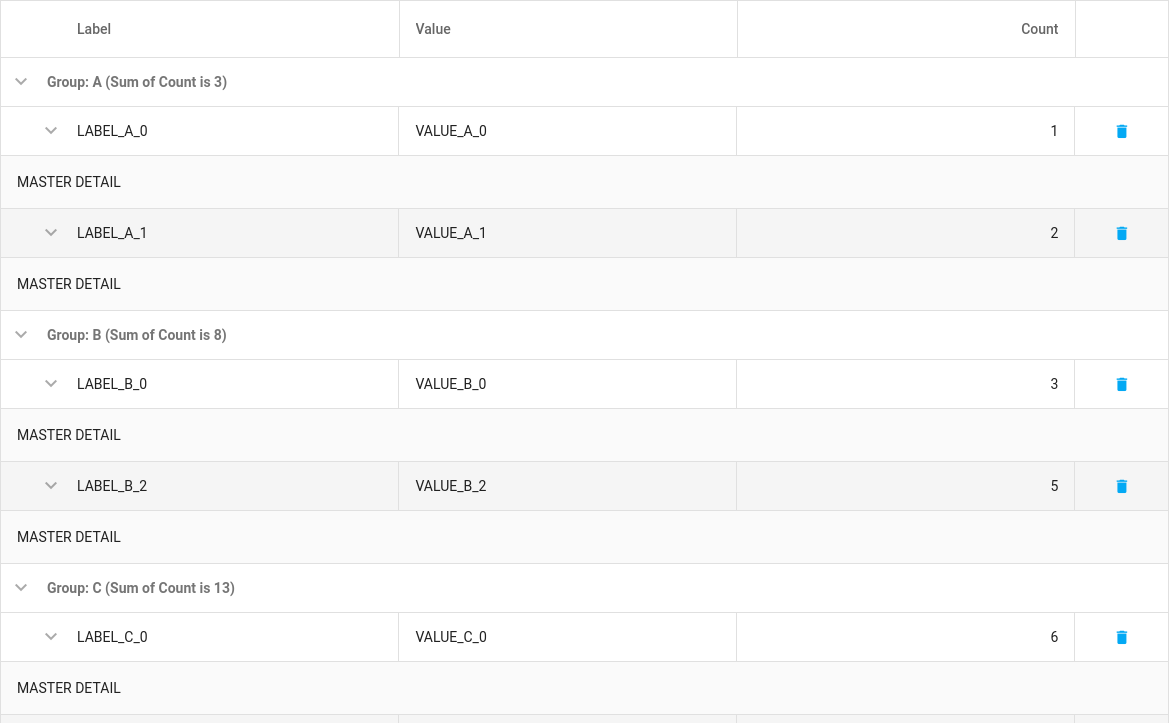 Label Value Count
Group: A (Sum of Count is 3)
LABEL_A_0 VALUE_A_0 1
MASTER DETAIL
LABEL_A_1 VALUE_A_1 2
MASTER DETAIL
Group: B (Sum of Count is 8)
LABEL_B_0 VALUE_B_0 3
MASTER DETAIL
LABEL_B_2 VALUE_B_2 5
MASTER DETAIL
Group: C (Sum of Count is 13)
LABEL_C_0 VALUE_C_0 6
MASTER DETAIL